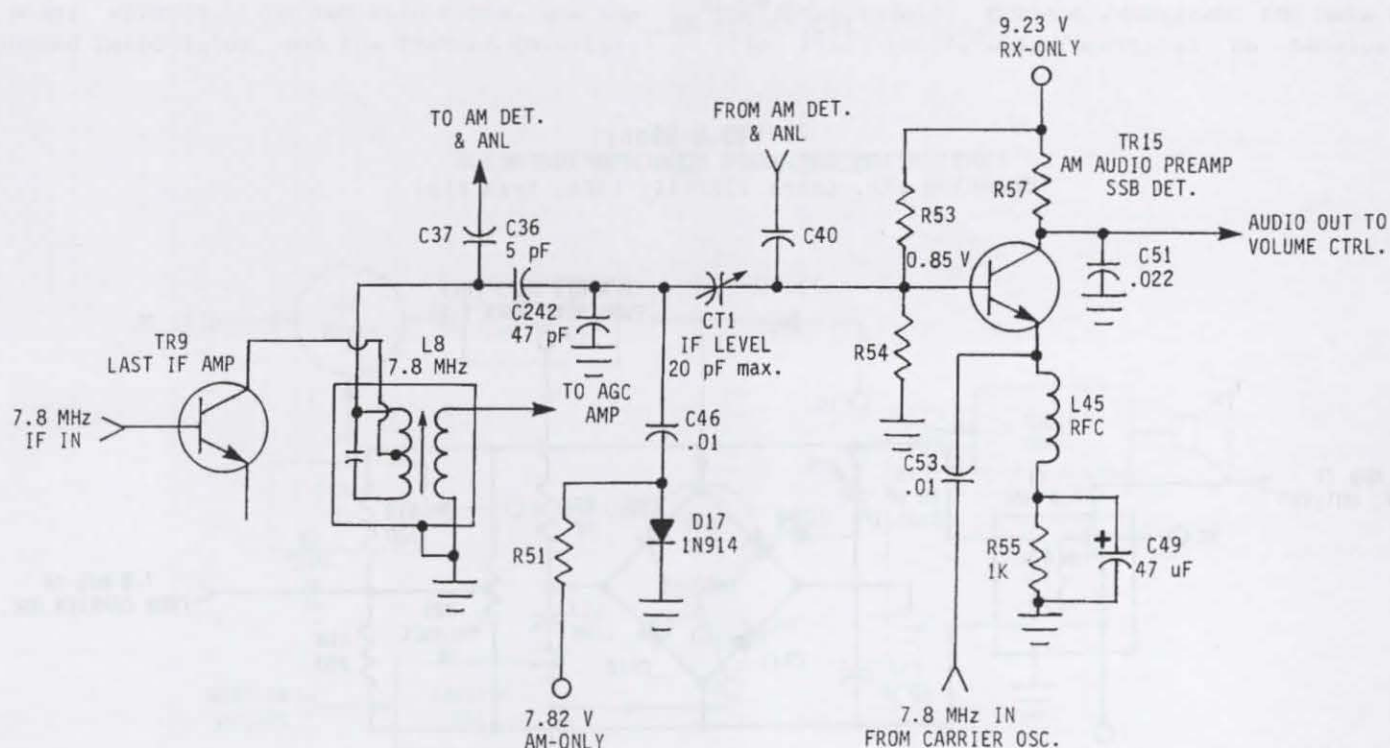 9.23 V
RX-ONLY
TO AM DET.
& ANL
FROM AM DET.
& ANL
TR15
AM AUDIO PREAMP
SSB DET.
R57
R53
C37
C36
5 pF
C40
0.85 V
AUDIO OUT TO
VOLUME CTRL.
C51
.022
C242
47 pF
CT1
IF LEVEL
20 pF max.
R54
TR9
LAST IF AMP
L8
7.8 MHz
TO AGC
AMP
7.8 MHz
IF IN
C46
.01
L45
RFC
C53
.01
R51
D17
1N914
R55
1K
+
C49
47 uF
7.82 V
AM-ONLY
7.8 MHz IN
FROM CARRIER OSC.